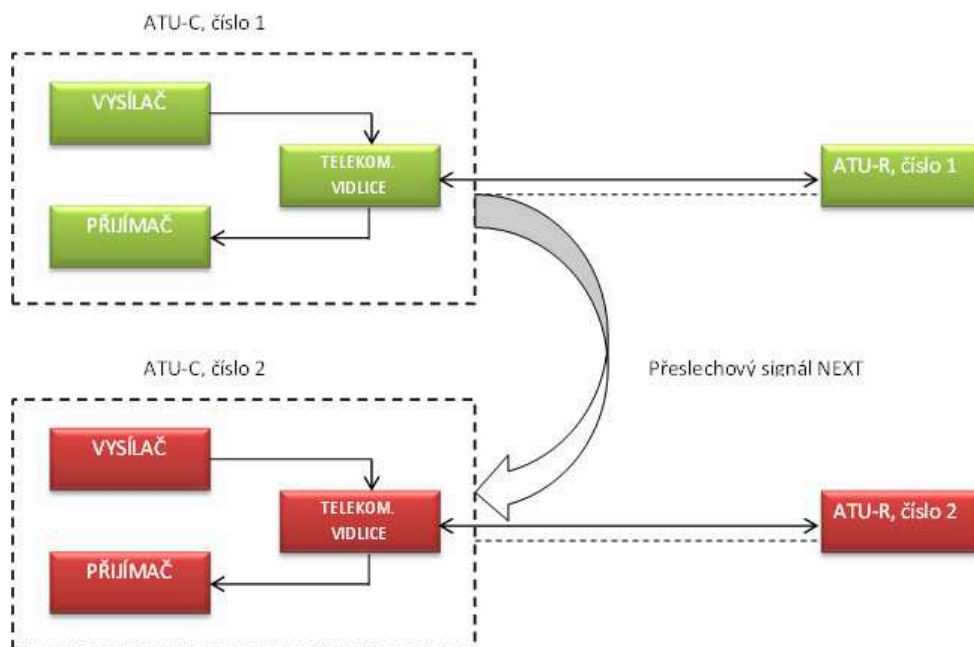 ATU-C, číslo 1
VYSÍLAČ
TELEKOM.
VIDLICE
ATU-R, číslo 1
PŘIJÍMAČ
ATU-C, číslo 2
Přeslechový signál NEXT
VYSÍLAČ
TELEKOM.
VIDLICE
ATU-R, číslo 2
PŘIJÍMAČ